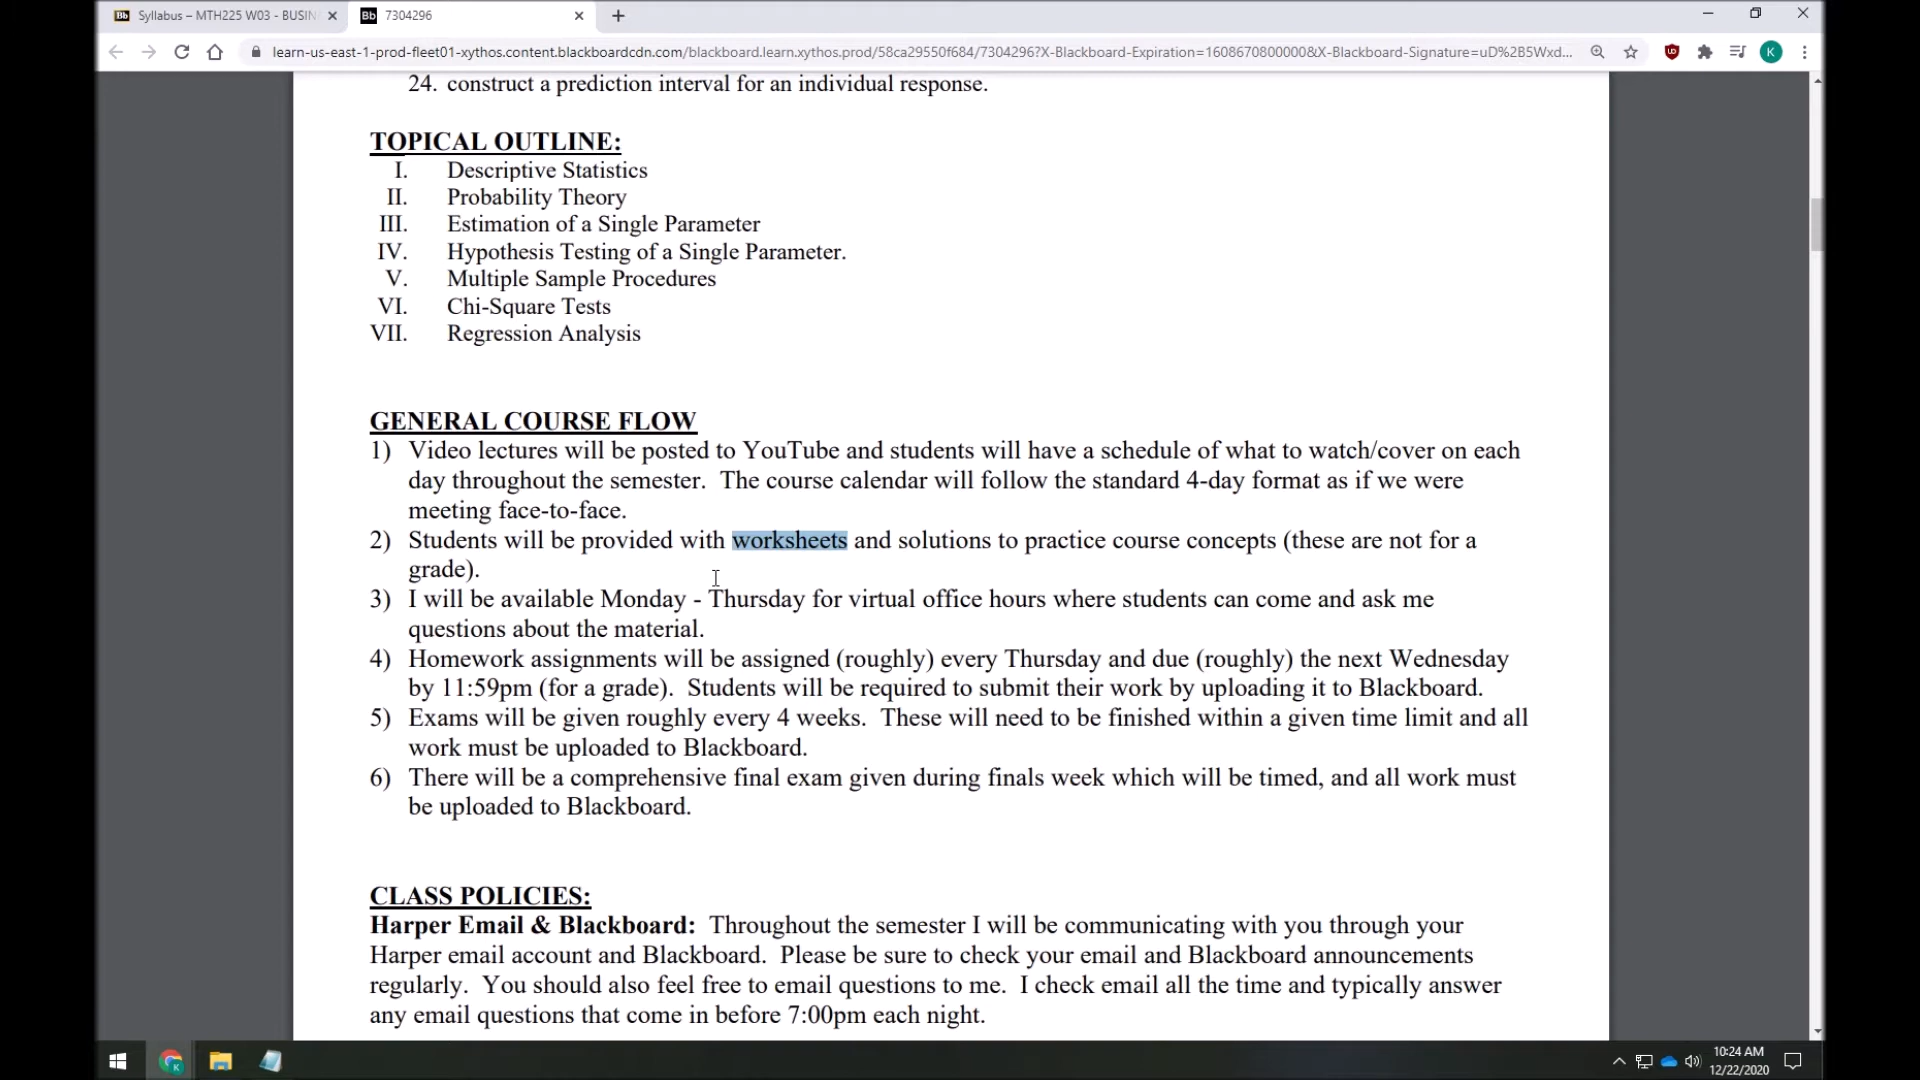 Syllabus – MTH225 W03 - BUSIN
7304296
learn-us-east-1-prod-fleet01-xythos.content.blackboardcdn.com/blackboard.learn.xythos.prod/58ca29550f684/7304296?X-Blackboard-Expiration=1608670800000&X-Blackboard-Signature=uD%2B5Wxd...
24. construct a prediction interval for an individual response.
TOPICAL OUTLINE:
I. Descriptive Statistics
II. Probability Theory
III. Estimation of a Single Parameter
IV. Hypothesis Testing of a Single Parameter.
V. Multiple Sample Procedures
VI. Chi-Square Tests
VII. Regression Analysis
GENERAL COURSE FLOW
1) Video lectures will be posted to YouTube and students will have a schedule of what to watch/cover on each
day throughout the semester. The course calendar will follow the standard 4-day format as if we were
meeting face-to-face.
2) Students will be provided with worksheets and solutions to practice course concepts (these are not for a
grade).
3) I will be available Monday - Thursday for virtual office hours where students can come and ask me
questions about the material.
4) Homework assignments will be assigned (roughly) every Thursday and due (roughly) the next Wednesday
by 11:59pm (for a grade). Students will be required to submit their work by uploading it to Blackboard.
5) Exams will be given roughly every 4 weeks. These will need to be finished within a given time limit and all
work must be uploaded to Blackboard.
6) There will be a comprehensive final exam given during finals week which will be timed, and all work must
be uploaded to Blackboard.
CLASS POLICIES:
Harper Email & Blackboard: Throughout the semester I will be communicating with you through your
Harper email account and Blackboard. Please be sure to check your email and Blackboard announcements
regularly. You should also feel free to email questions to me. I check email all the time and typically answer
any email questions that come in before 7:00pm each night.
10:24 AM
12/22/2020